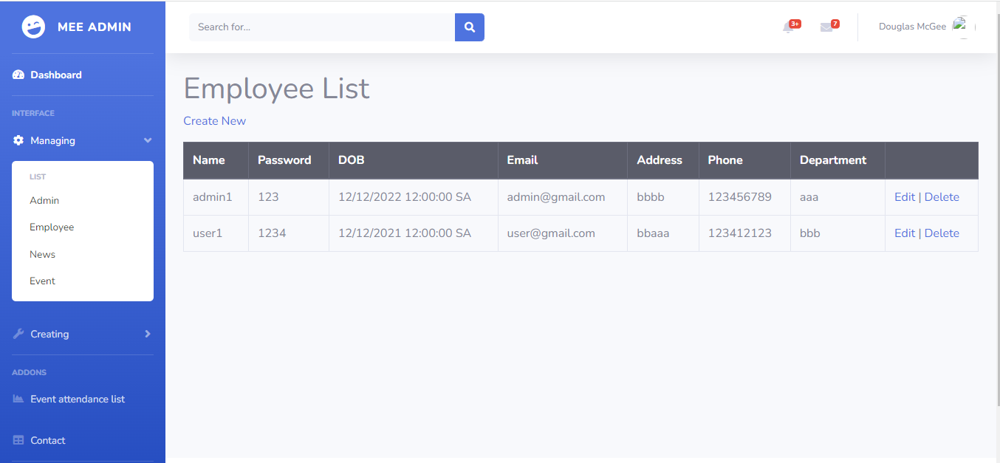 MEE ADMIN
Search for...
3+
7
Douglas McGee
Dashboard
INTERFACE
Managing
LIST
Admin
Employee
News
Event
Creating
ADDONS
Event attendance list
Contact
Employee List
Create New
Name Password DOB Email Address Phone Department
admin1 123 12/12/2022 12:00:00 SA admin@gmail.com bbbb 123456789 aaa Edit | Delete
user1 1234 12/12/2021 12:00:00 SA user@gmail.com bbaaa 123412123 bbb Edit | Delete